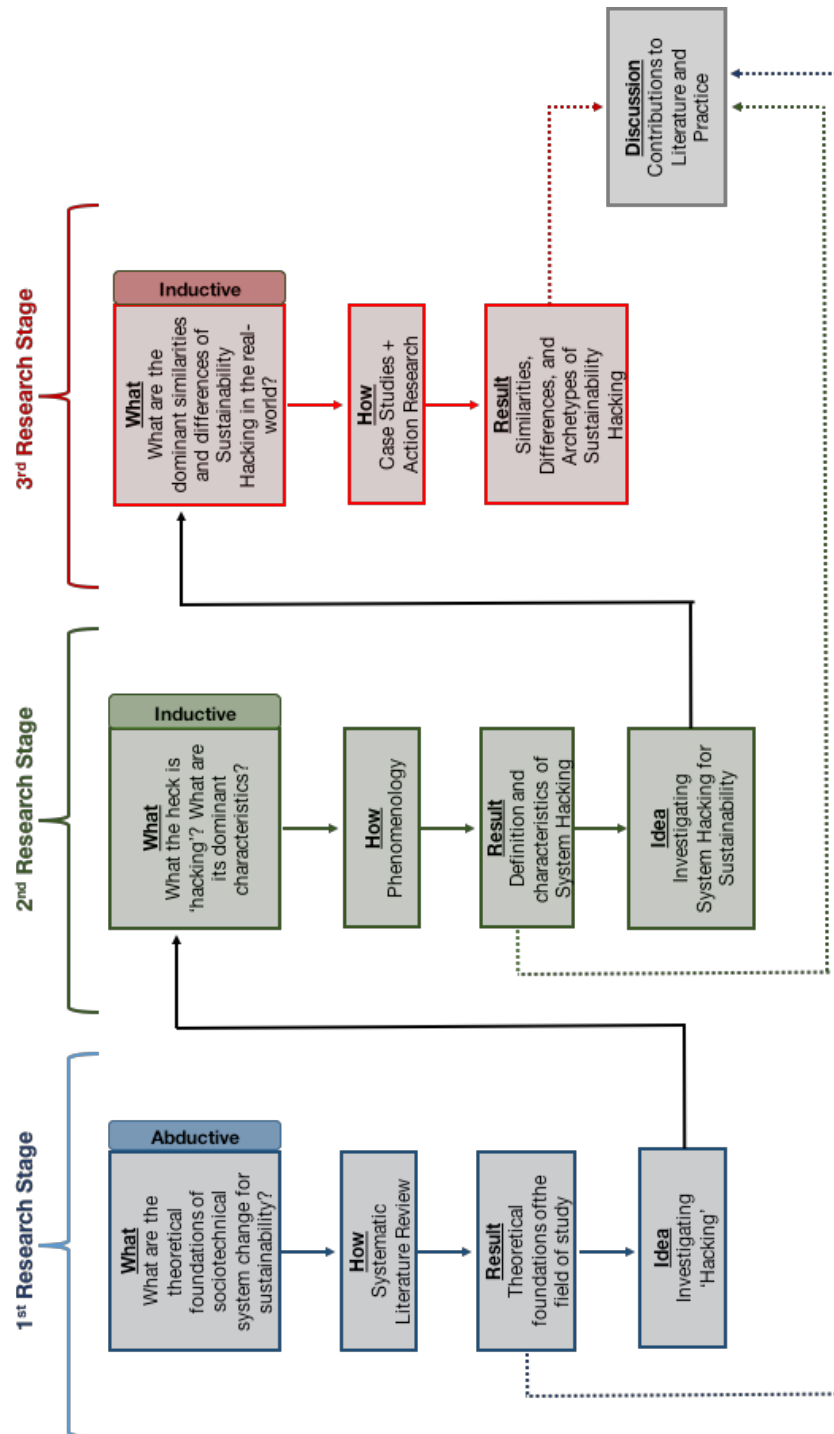 1st Research Stage
Abductive
What
What are the
theoretical
foundations of
sociotechnical
system change for
sustainability?
How
Systematic
Literature Review
Result
Theoretical
foundations ofthe
field of study
Idea
Investigating
‘Hacking’
2nd Research Stage
Inductive
What
What the heck is
‘hacking’? What are
its dominant
characteristics?
How
Phenomenology
Result
Definition and
characteristics of
System Hacking
Idea
Investigating
System Hacking for
Sustainability
3rd Research Stage
Inductive
What
What are the
dominant similarities
and differences of
Sustainability
Hacking in the real-
world?
How
Case Studies +
Action Research
Result
Similarities,
Differences, and
Archetypes of
Sustainability
Hacking
Discussion
Contributions to
Literature and
Practice